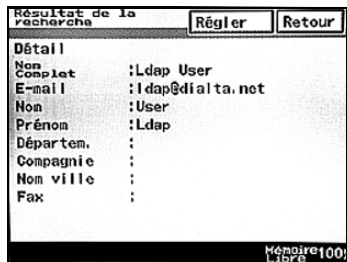 Résultat de la
recherche
Régler
Retour
Détail
Nom
Complet :Ldap User
E-mail :ldap@dialta.net
Nom :User
Prénom :Ldap
Départem. :
Compagnie :
Nom ville :
Fax :
Mémoire 100%
Libre